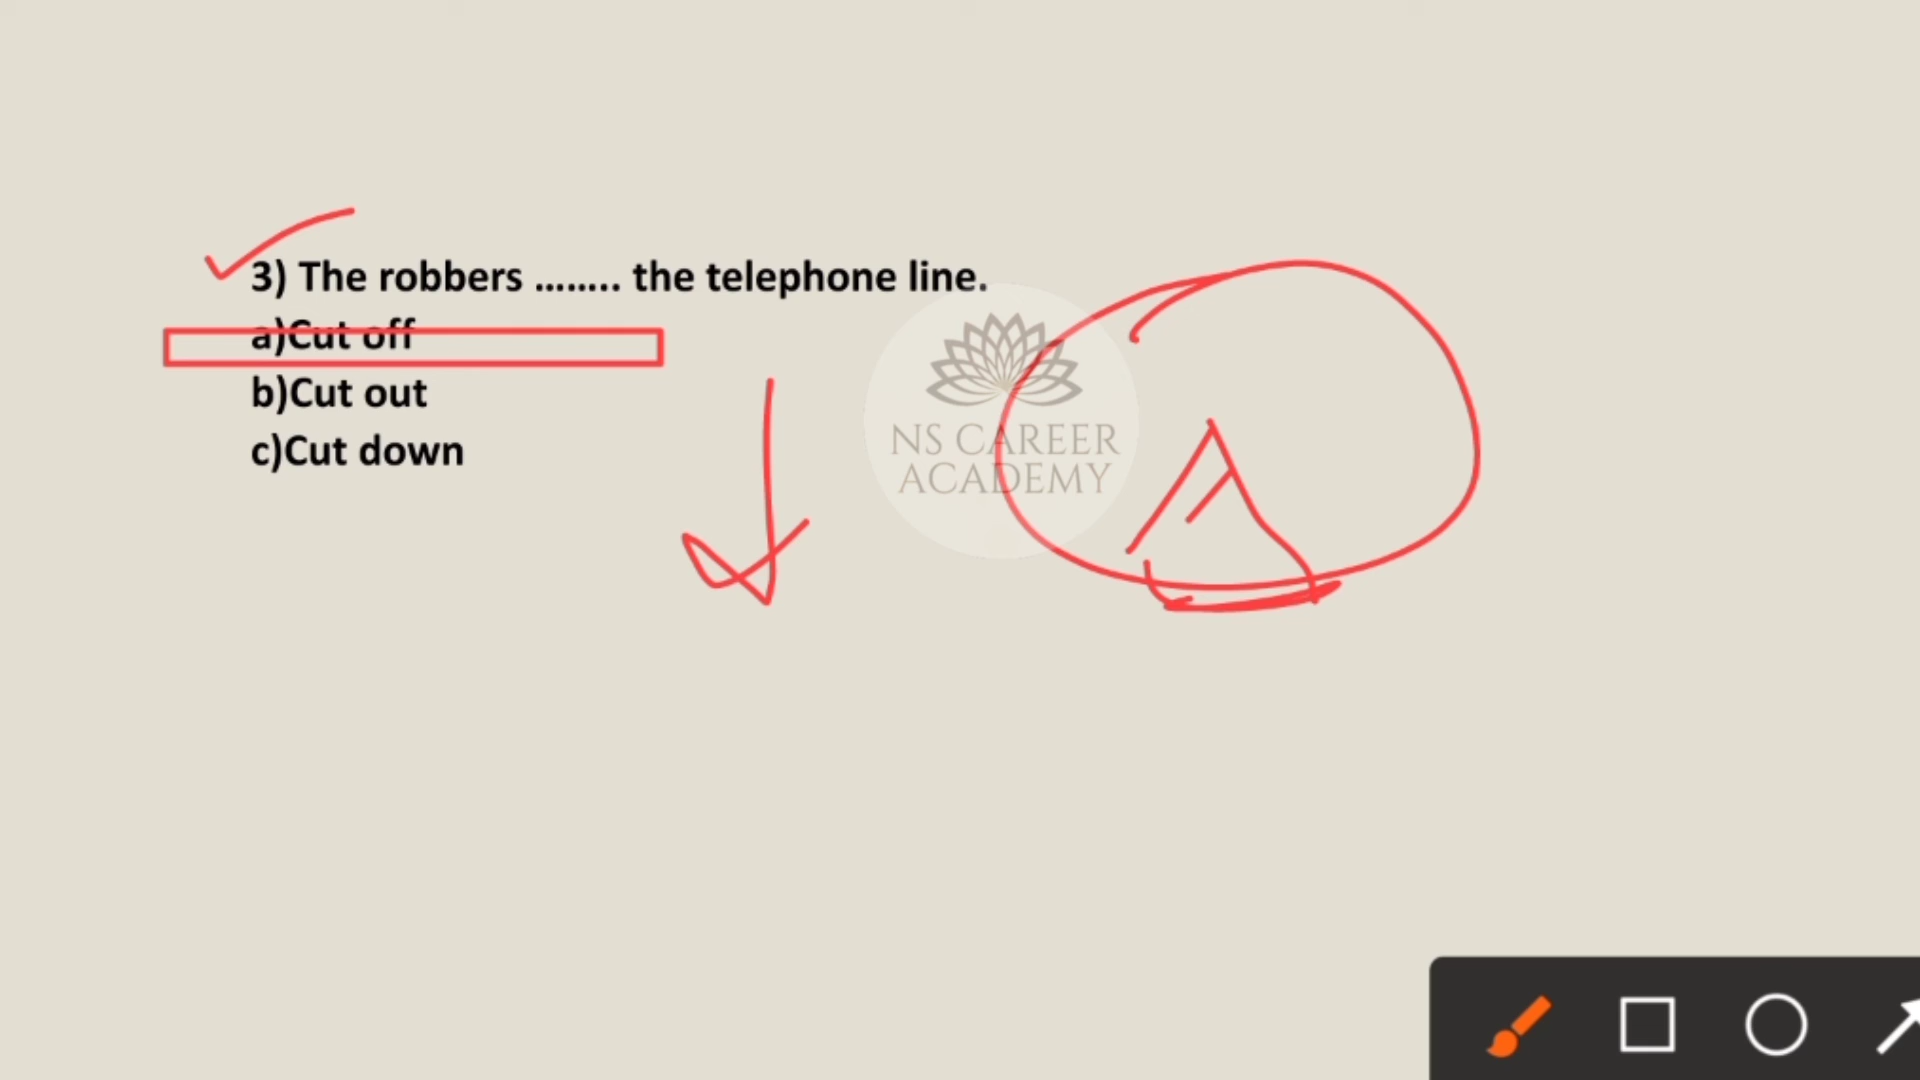 3) The robbers ........ the telephone line.
a)Cut off
b)Cut out
c)Cut down
NS CAREER
ACADEMY